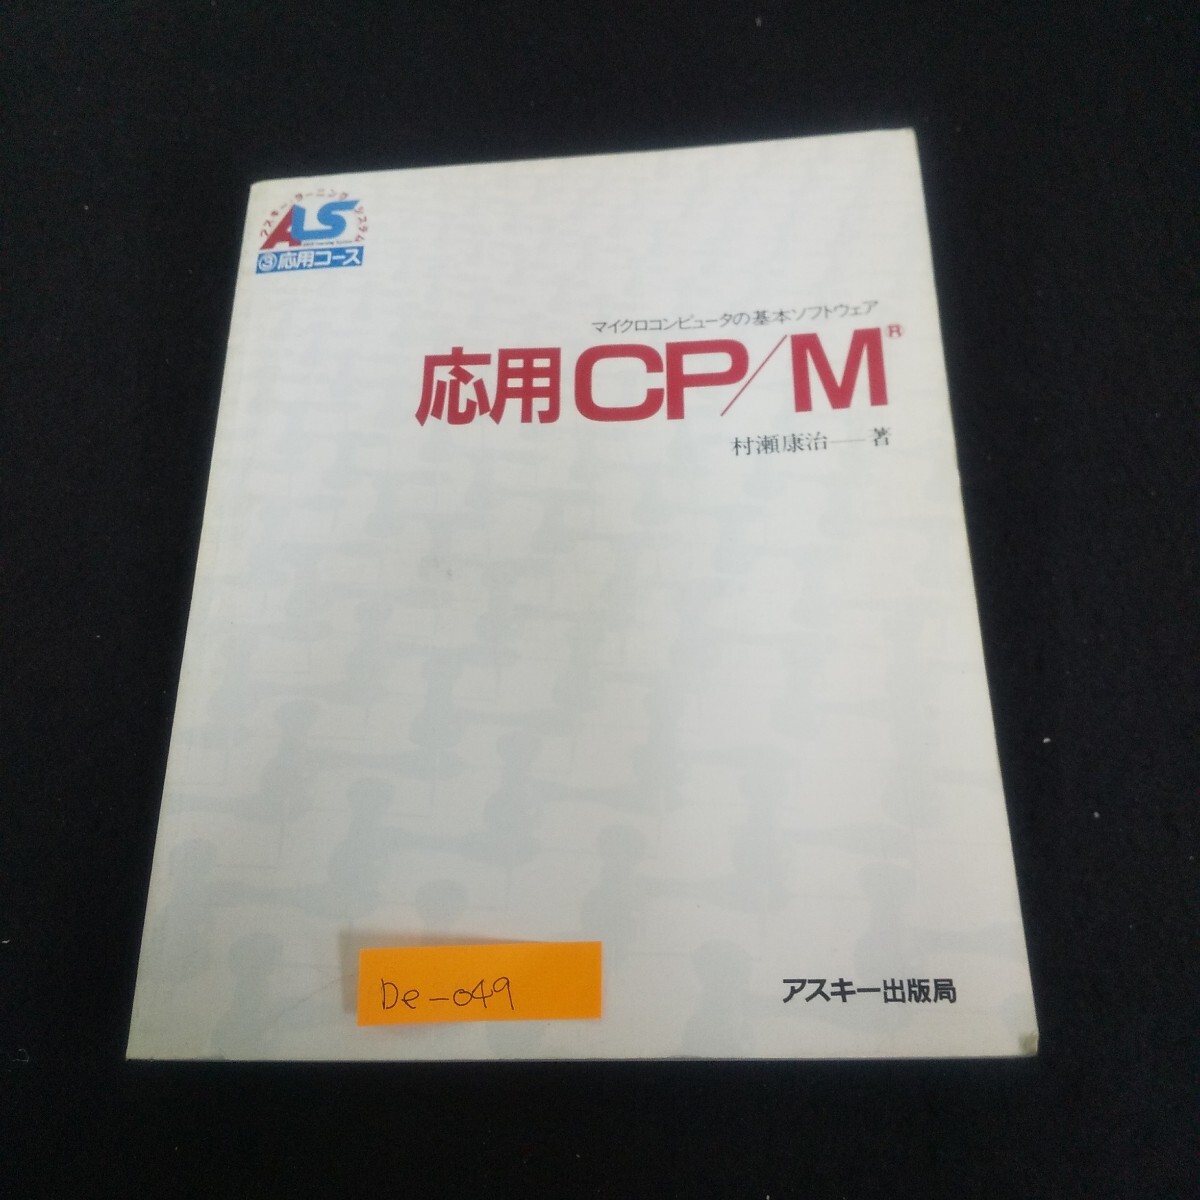 アスキーラーニングシステム
ALS
ASCII Learning System
③応用コース
マイクロコンピュータの基本ソフトウェア
応用CP/M®
村瀬康治——著
De-049
アスキー出版局